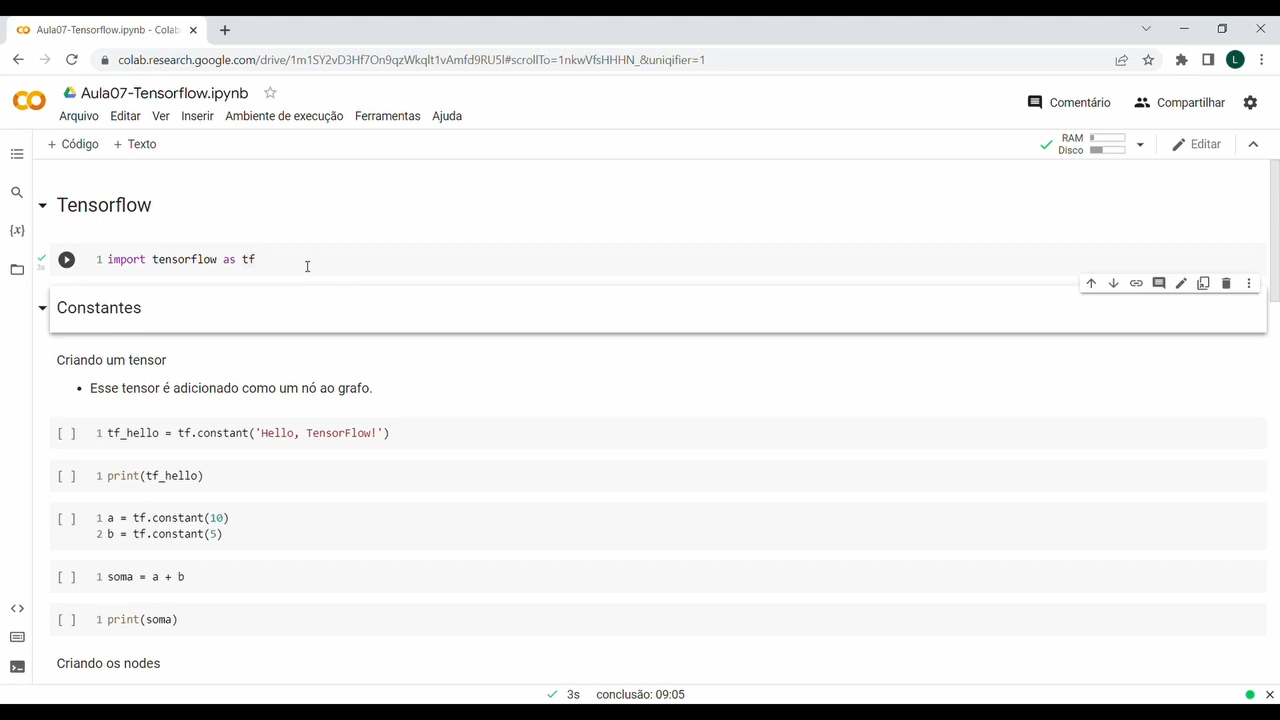 Aula07-Tensorflow.ipynb - Colab
colab.research.google.com/drive/1m1SY2vD3Hf7On9qzWkqIt1vAmfd9RU5I#scrollTo=1nkwVfsHHHN_&uniqifier=1
L
Aula07-Tensorflow.ipynb
Comentário
Compartilhar
Arquivo Editar Ver Inserir Ambiente de execução Ferramentas Ajuda
+ Código + Texto
RAM
Disco
Editar
{x}
Tensorflow
3s
1 import tensorflow as tf
Constantes
Criando um tensor
• Esse tensor é adicionado como um nó ao grafo.
[ ] 1 tf_hello = tf.constant('Hello, TensorFlow!')
[ ] 1 print(tf_hello)
[ ] 1 a = tf.constant(10)
2 b = tf.constant(5)
[ ] 1 soma = a + b
[ ] 1 print(soma)
Criando os nodes
3s conclusão: 09:05